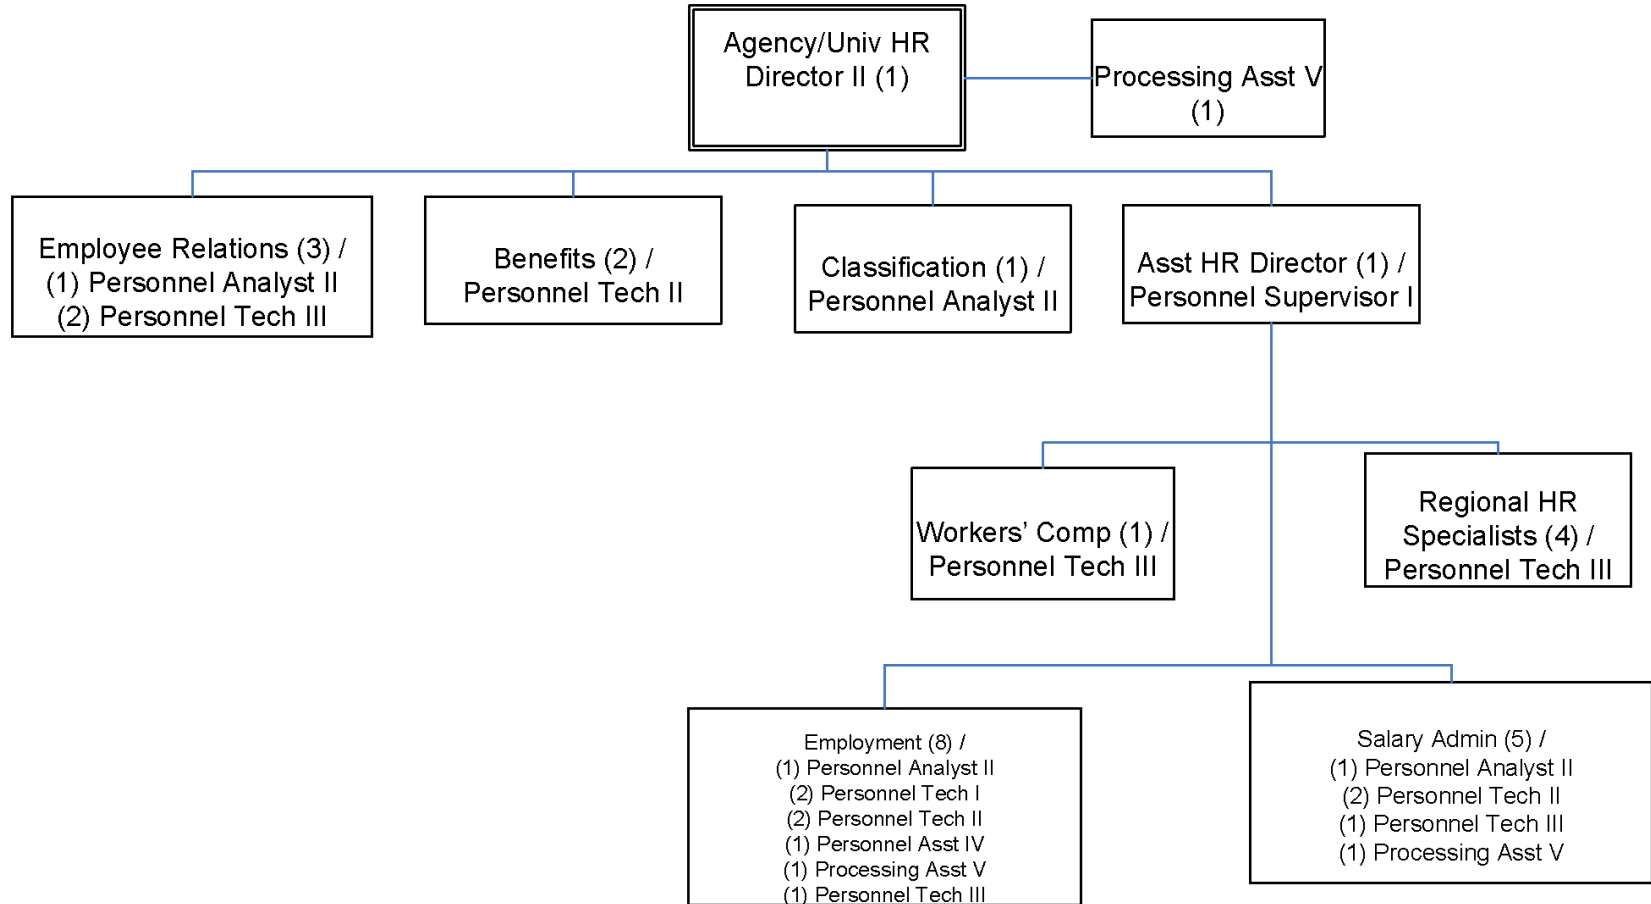 Agency/Univ HR
Director II (1)
Processing Asst V
(1)
Employee Relations (3) /
(1) Personnel Analyst II
(2) Personnel Tech III
Benefits (2) /
Personnel Tech II
Classification (1) /
Personnel Analyst II
Asst HR Director (1) /
Personnel Supervisor I
Workers’ Comp (1) /
Personnel Tech III
Regional HR
Specialists (4) /
Personnel Tech III
Employment (8) /
(1) Personnel Analyst II
(2) Personnel Tech I
(2) Personnel Tech II
(1) Personnel Asst IV
(1) Processing Asst V
(1) Personnel Tech III
Salary Admin (5) /
(1) Personnel Analyst II
(2) Personnel Tech II
(1) Personnel Tech III
(1) Processing Asst V